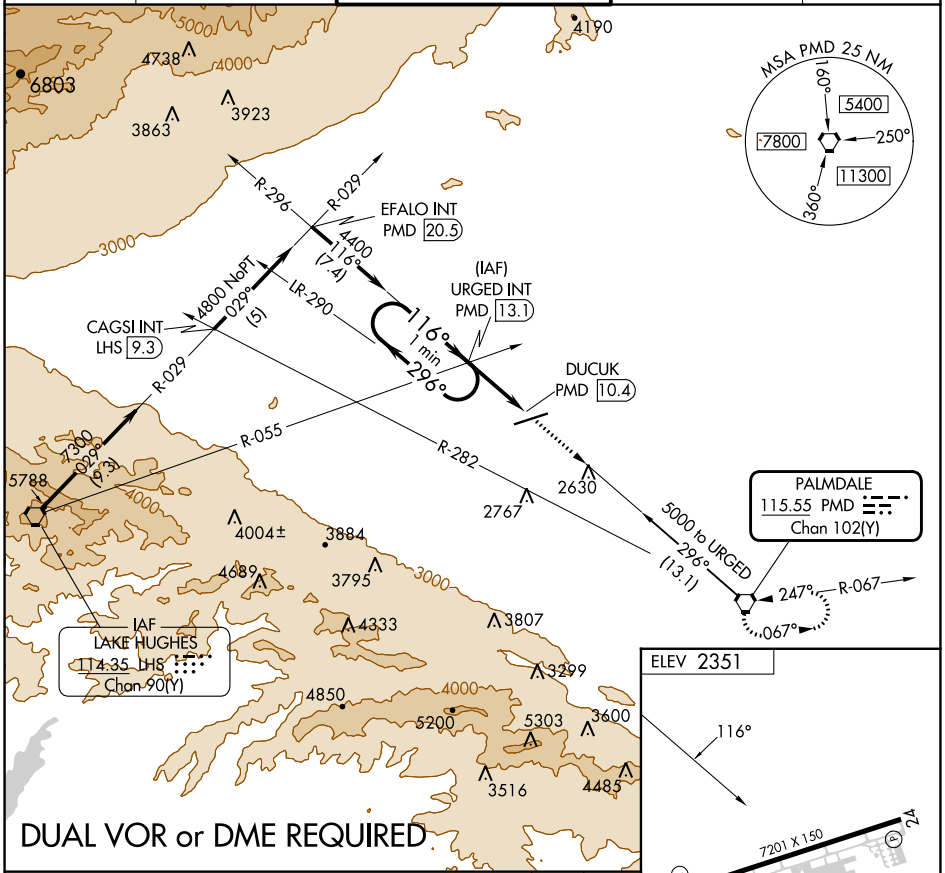 5000
4190
4738
4000
6803
3863
3923
MSA PMD 25 NM
160°
5400
7800
250°
11300
360°
R-296
R-029
EFALO INT
PMD 20.5
3000
4400
116°
(7.4)
(IAF)
URGED INT
PMD 13.1
4800 NoPT
029°
(5)
LR-290
CAGSI INT
LHS 9.3
116°
1 min
296°
DUCUK
PMD 10.4
R-029
R-055
R-282
7300
029°
(9.3)
5788
4000
2630
2767
PALMDALE
115.55 PMD
Chan 102(Y)
5000 to URGED
296°
(13.1)
4004±
3884
3795
3000
4689
247°
R-067
067°
IAF
LAKE HUGHES
114.35 LHS
Chan 90(Y)
4333
3807
3299
ELEV 2351
4850
4000
5200
5303
3600
116°
3516
4485
DUAL VOR or DME REQUIRED
7201 X 150
24
P